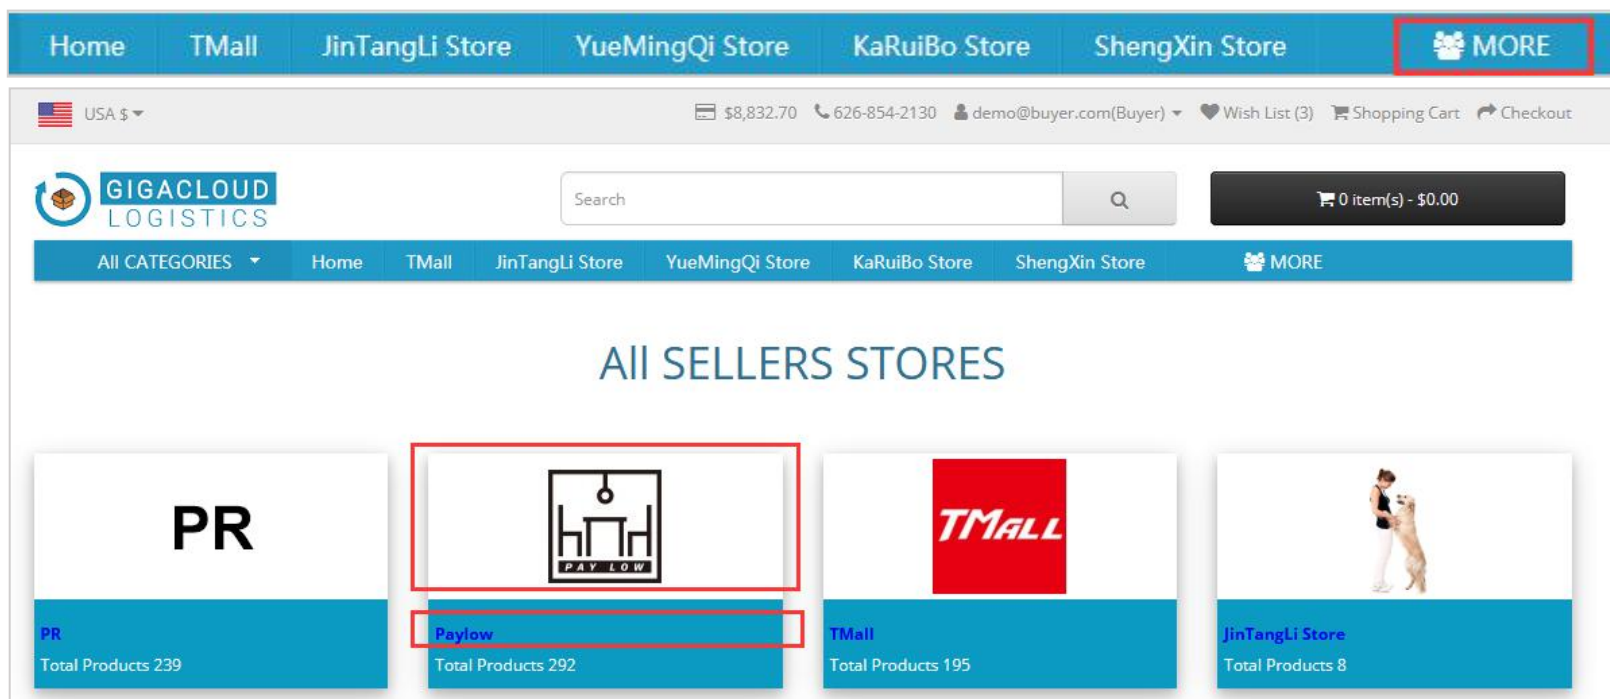 Home TMall JinTangLi Store YueMingQi Store KaRuiBo Store ShengXin Store MORE
USA $ $8,832.70 626-854-2130 demo@buyer.com(Buyer) Wish List (3) Shopping Cart Checkout
GIGACLOUD
LOGISTICS
Search
0 item(s) - $0.00
All CATEGORIES Home TMall JinTangLi Store YueMingQi Store KaRuiBo Store ShengXin Store MORE
All SELLERS STORES
PR
PAY LOW
TMALL
PR Paylow TMall JinTangLi Store
Total Products 239 Total Products 292 Total Products 195 Total Products 8